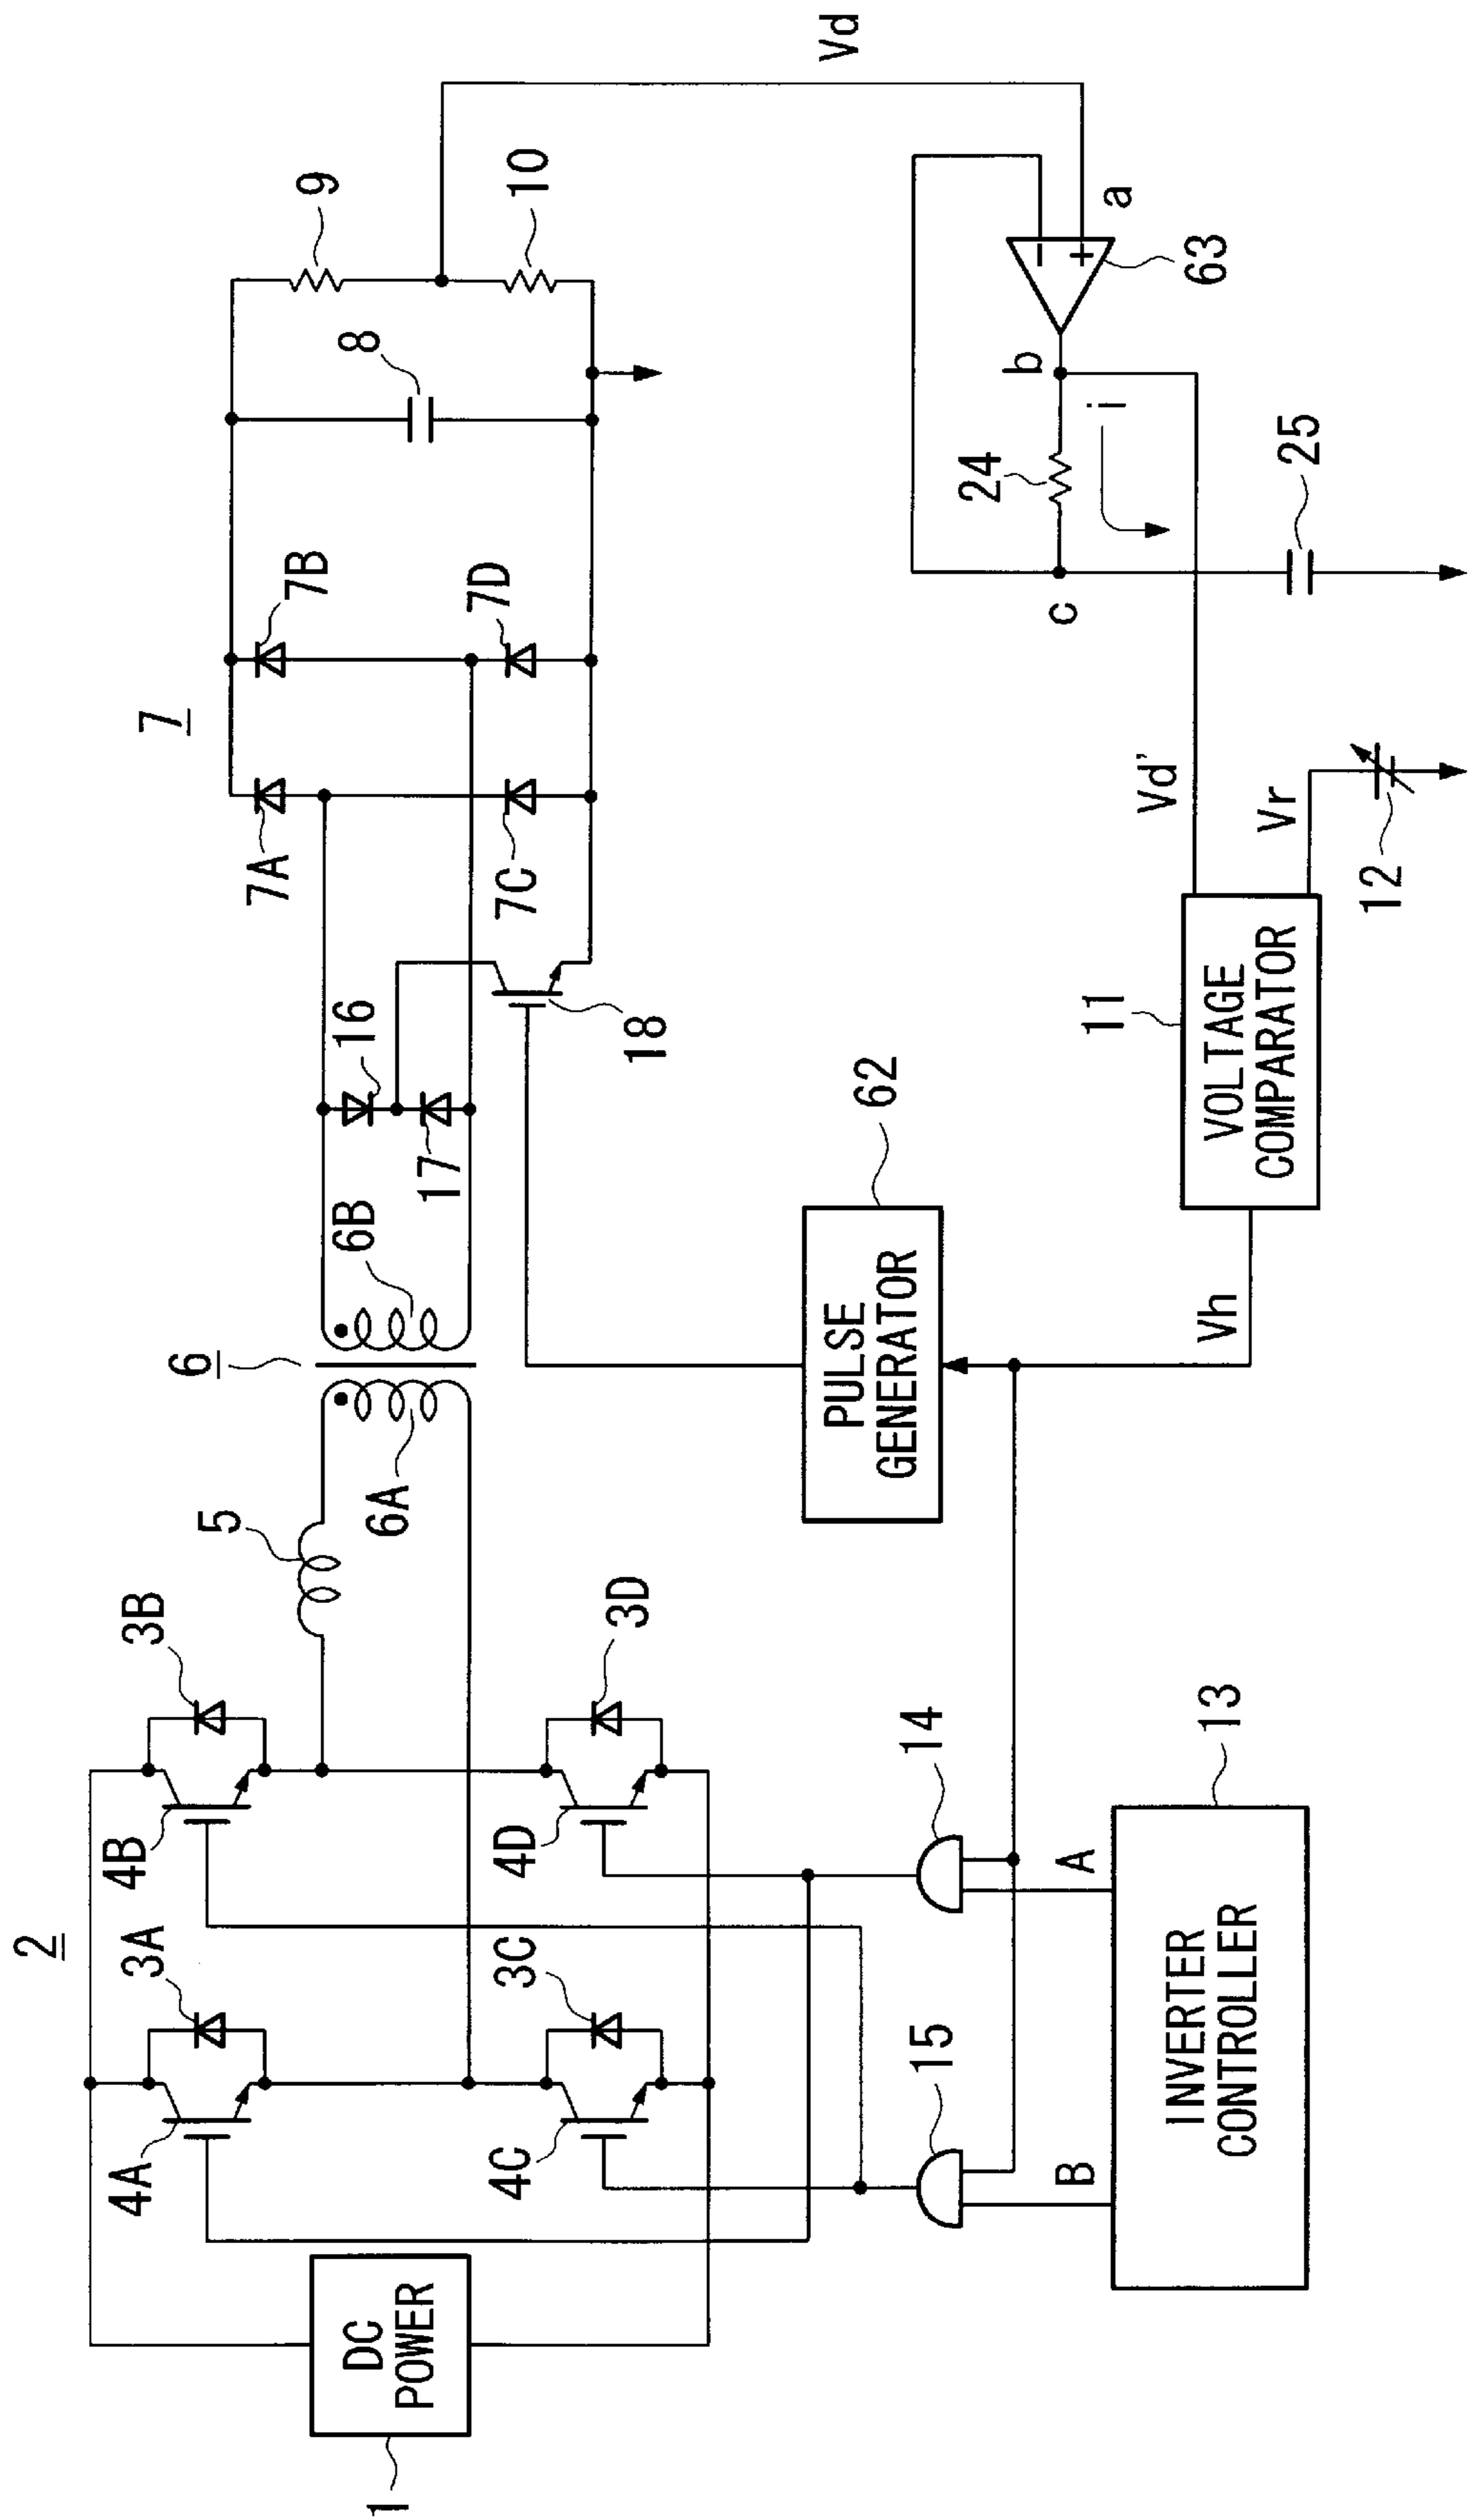 2
3A
3B
4A
4B
3C
3D
4C
4D
DC
POWER
1
5
6
6A
6B
16
17
18
7
7A
7B
7C
7D
8
9
10
Vd
15
14
B
A
INVERTER
CONTROLLER
13
PULSE
GENERATOR
62
Vh
VOLTAGE
COMPARATOR
11
Vd'
Vr
12
c
24
b
i
25
-
+
a
63